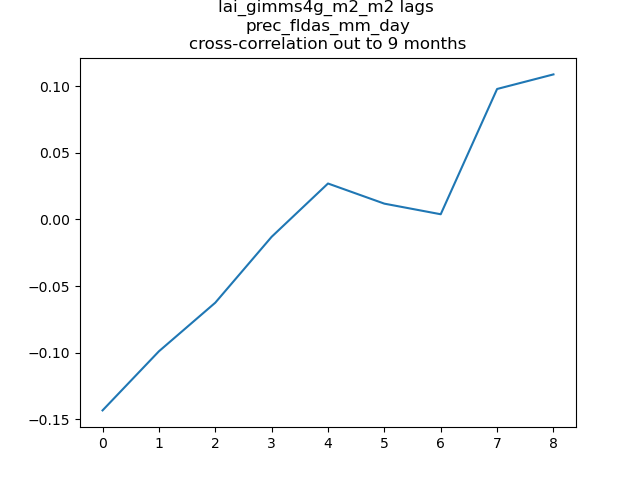 lai_gimms4g_m2_m2 lags
prec_fldas_mm_day
cross-correlation out to 9 months
0.10
0.05
0.00
−0.05
−0.10
−0.15
0 1 2 3 4 5 6 7 8